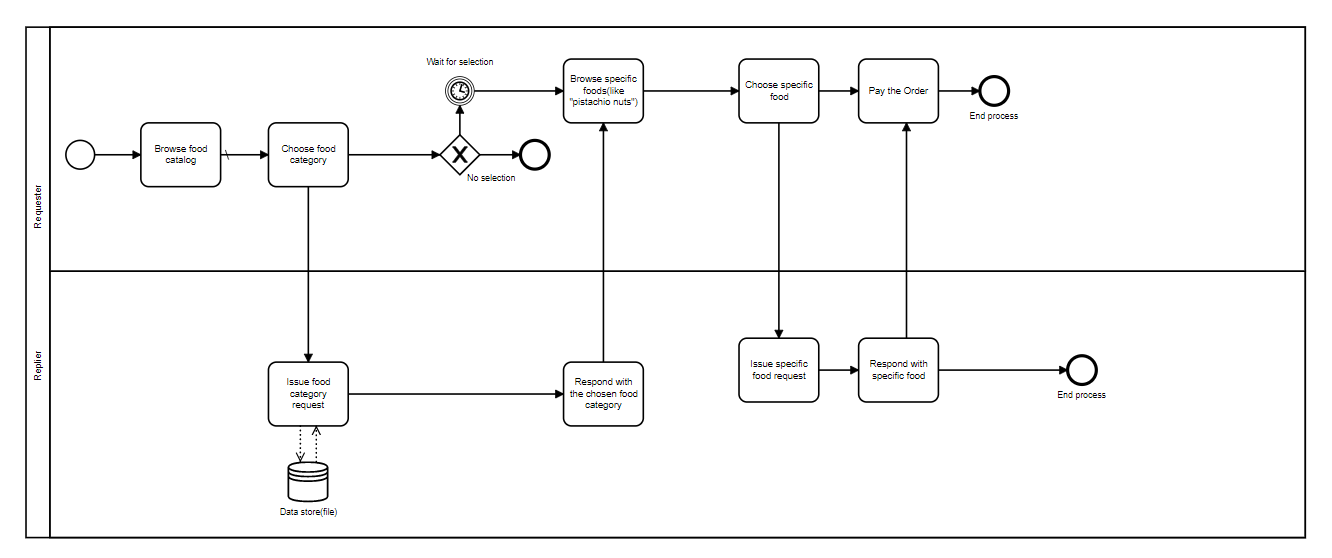 Requester
Wait for selection
Browse specific
foods(like
"pistachio nuts")
Choose specific
food
Pay the Order
End process
Browse food
catalog
Choose food
category
No selection
Replier
Issue food
category
request
Respond with
the chosen food
category
Issue specific
food request
Respond with
specific food
End process
Data store(file)